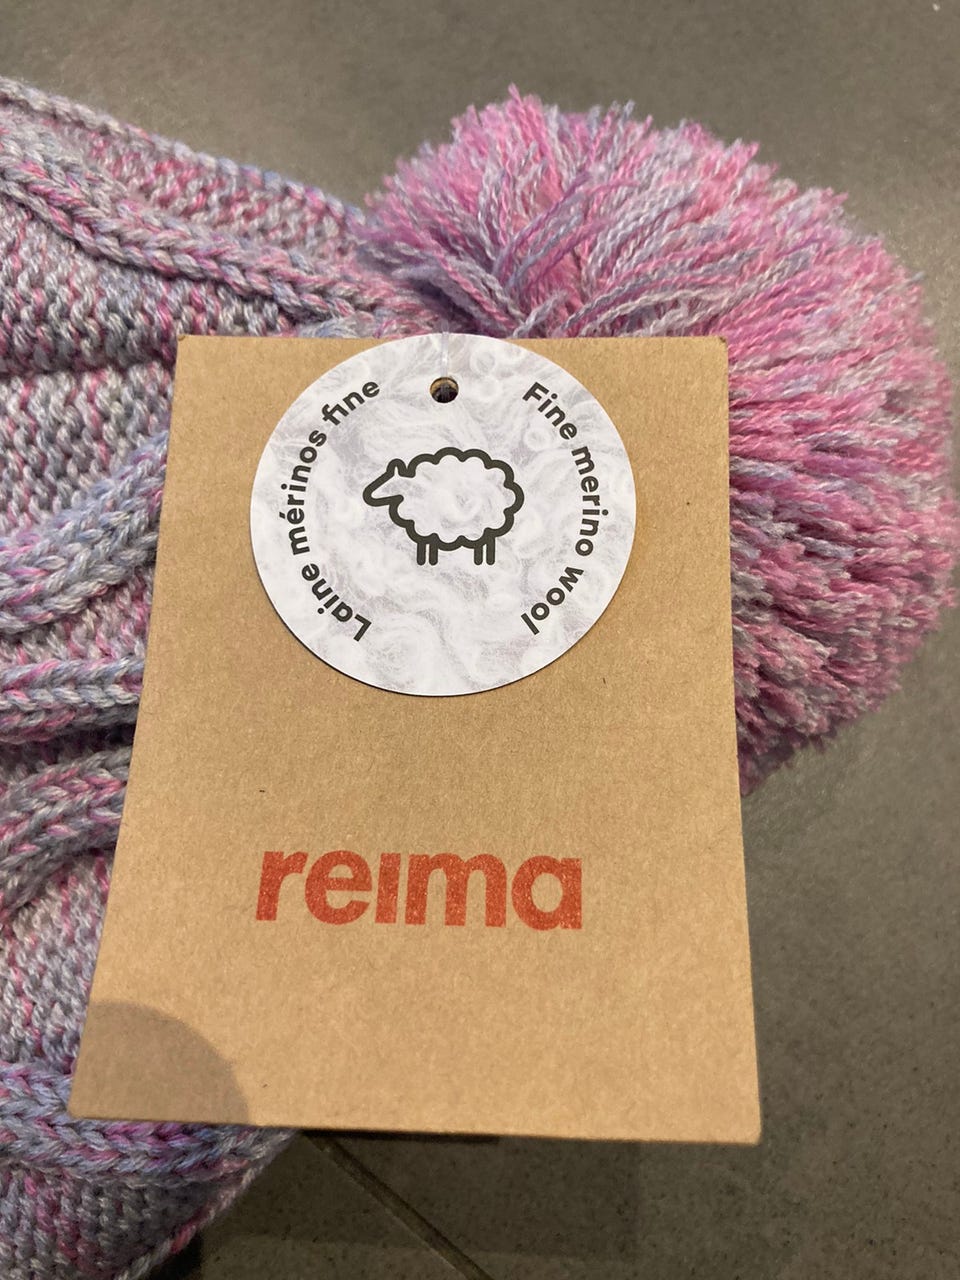 Laine mérinos fine
Fine merino wool
reima